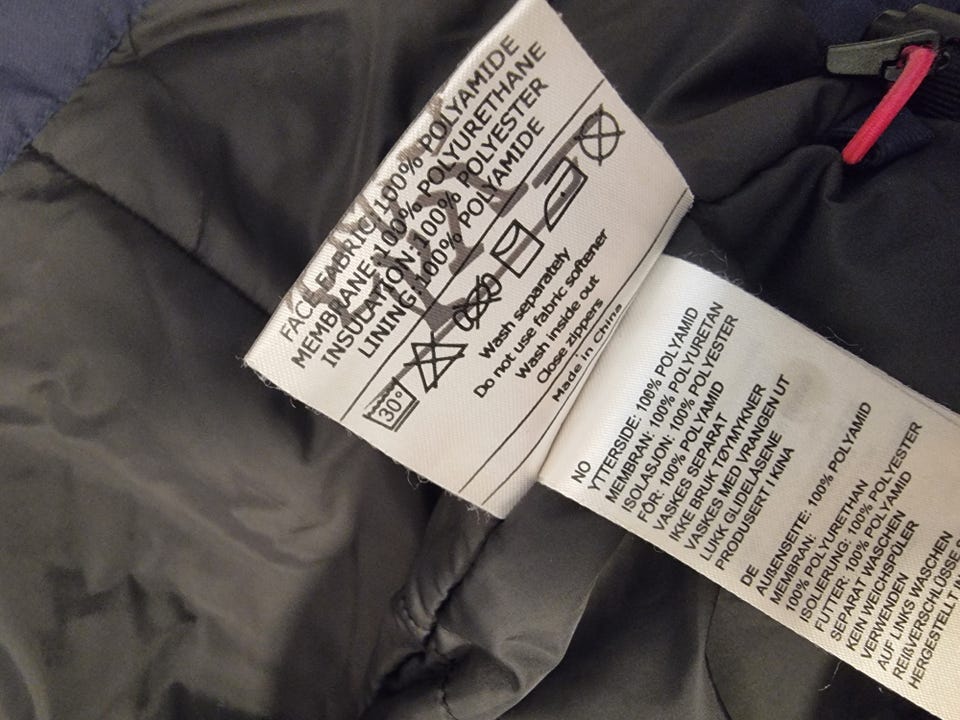 FACE FABRIC:100% POLYAMIDE
MEMBRANE:100% POLYURETHANE
INSULATION:100% POLYESTER
LINING:100% POLYAMIDE
30°
Wash separately
Do not use fabric softener
Wash inside out
Close zippers
Made in China
NO
YTTERSIDE: 100% POLYAMID
MEMBRAN: 100% POLYURETAN
ISOLASJON: 100% POLYESTER
FÔR: 100% POLYAMID
VASKES SEPARAT
IKKE BRUK TØYMYKNER
VASKES MED VRANGEN UT
LUKK GLIDELASENE
PRODUSERT I KINA
DE
AUßENSEITE: 100% POLYAMID
MEMBRAN:
100% POLYURETHAN
ISOLIERUNG: 100% POLYESTER
FUTTER: 100% POLYAMID
SEPARAT WASCHEN
KEIN WEICHSPÜLER
VERWENDEN
AUF LINKS WASCHEN
REIßVERSCHLÜSSE
HERGESTELLT IN